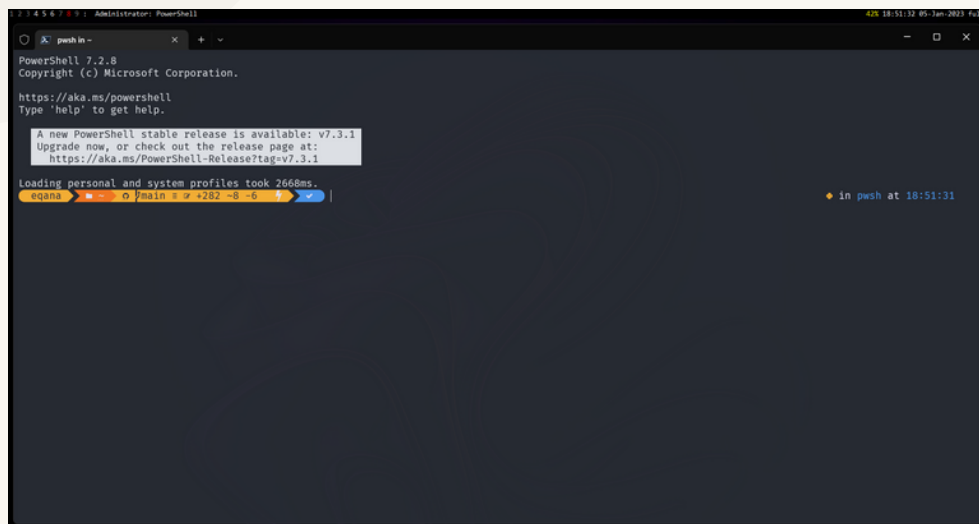 1 2 3 4 5 6 7 8 9 : Administrator: PowerShell 42% 18:51:32 05-Jan-2023
pwsh in ~
PowerShell 7.2.8
Copyright (c) Microsoft Corporation.
https://aka.ms/powershell
Type 'help' to get help.
A new PowerShell stable release is available: v7.3.1
Upgrade now, or check out the release page at:
https://aka.ms/PowerShell-Release?tag=v7.3.1
Loading personal and system profiles took 2668ms.
eqana ~ main ≡ +282 ~8 -6 in pwsh at 18:51:31